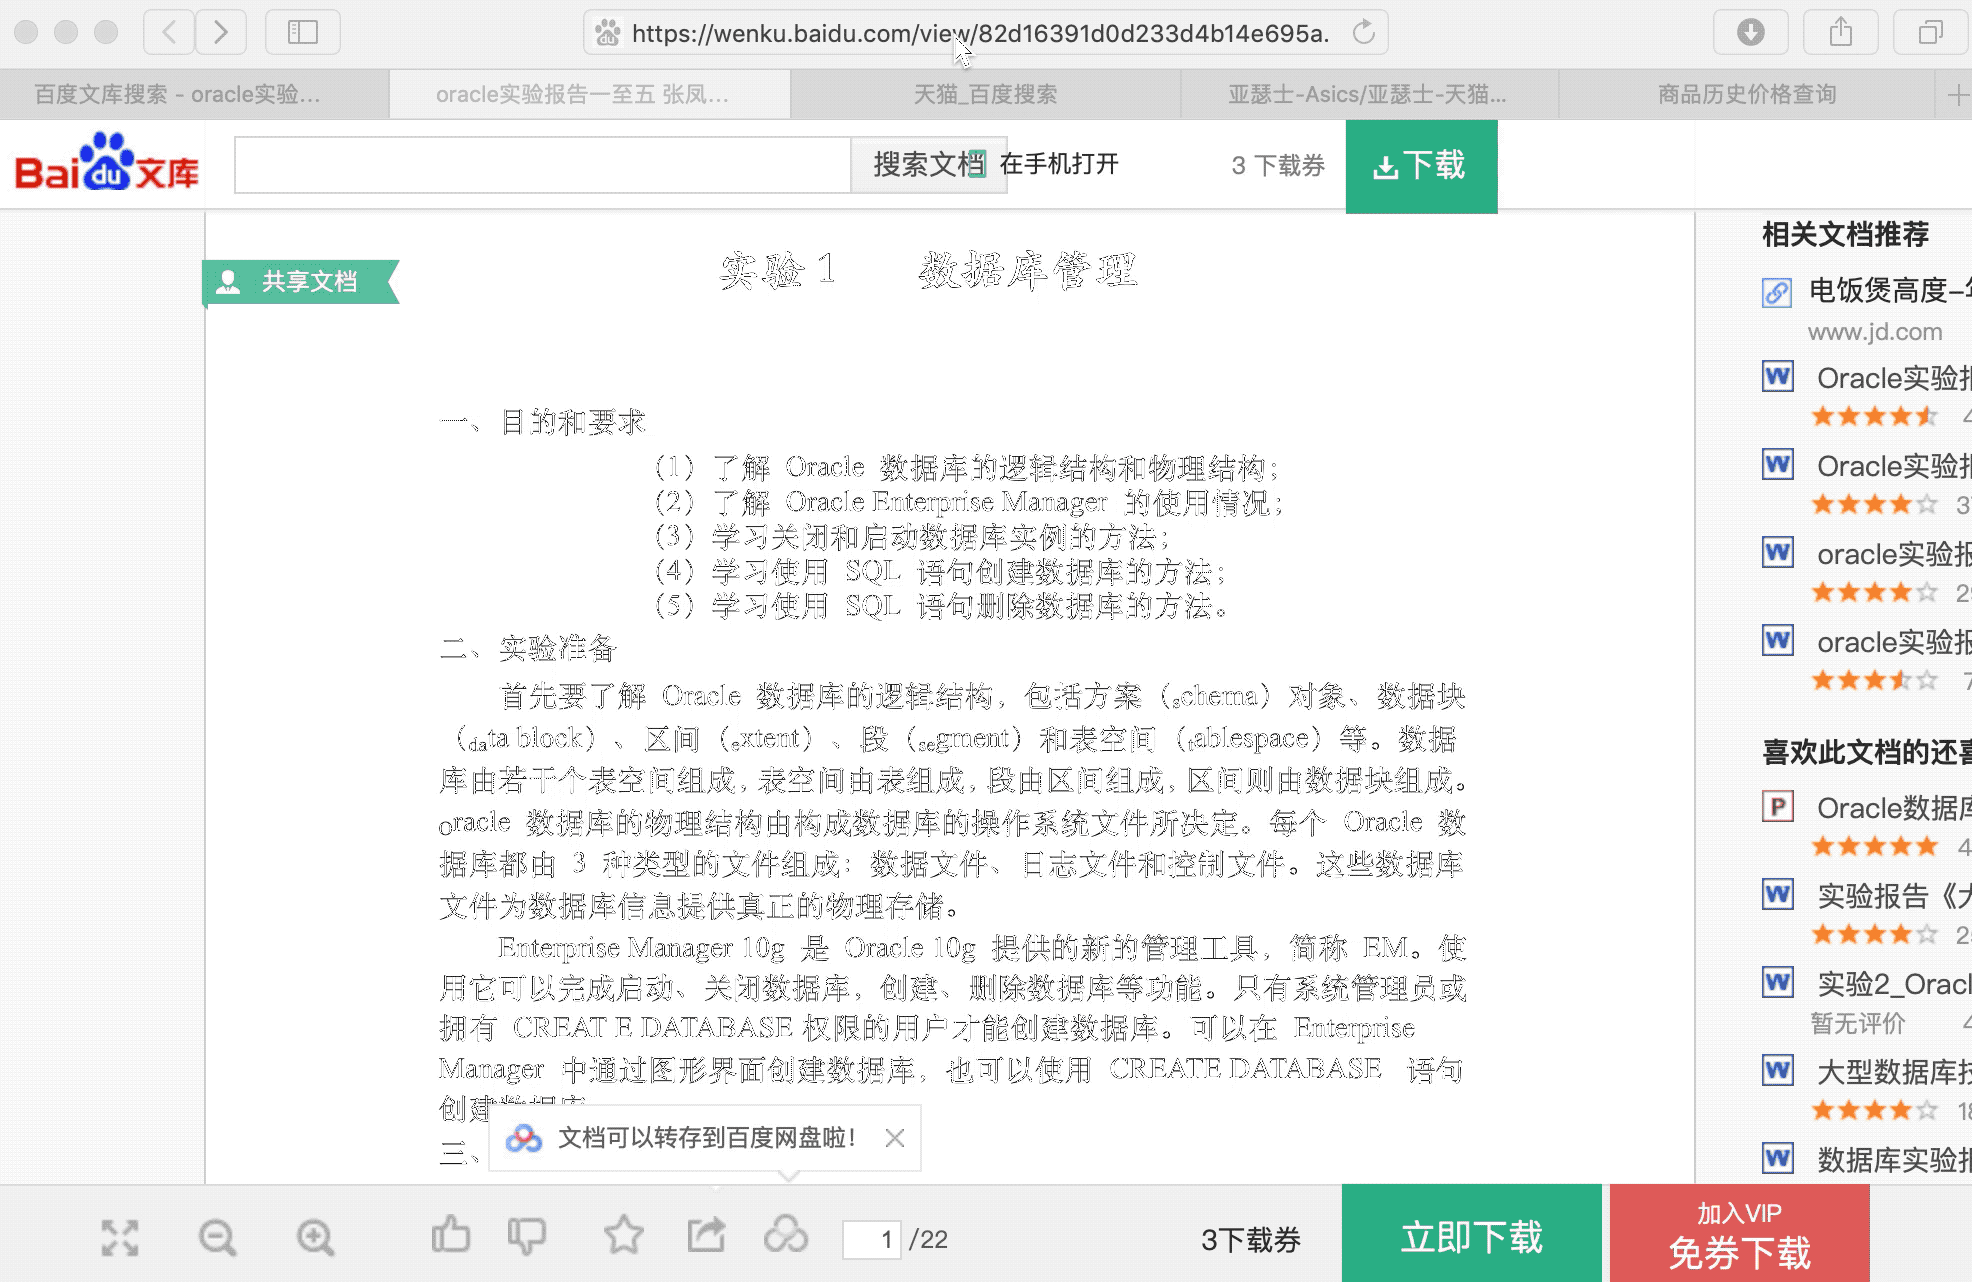 https://wenku.baidu.com/view/82d16391d0d233d4b14e695a.
百度文库搜索 - oracle实验...
oracle实验报告一至五 张凤...
天猫_百度搜索
亚瑟士-Asics/亚瑟士-天猫...
商品历史价格查询
Bai du 文库
搜索文档
在手机打开
3 下载券
下载
共享文档
实验1 数据库管理
一、目的和要求
(1) 了解 Oracle 数据库的逻辑结构和物理结构；
(2) 了解 Oracle Enterprise Manager 的使用情况；
(3) 学习关闭和启动数据库实例的方法；
(4) 学习使用 SQL 语句创建数据库的方法；
(5) 学习使用 SQL 语句删除数据库的方法。
二、实验准备
首先要了解 Oracle 数据库的逻辑结构，包括方案（schema）对象、数据块
（data block）、区间（extent）、段（segment）和表空间（tablespace）等。数据
库由若干个表空间组成，表空间由表组成，段由区间组成，区间则由数据块组成。
Oracle 数据库的物理结构由构成数据库的操作系统文件所决定。每个 Oracle 数
据库都由 3 种类型的文件组成：数据文件、日志文件和控制文件。这些数据库
文件为数据库信息提供真正的物理存储。
Enterprise Manager 10g 是 Oracle 10g 提供的新的管理工具，简称 EM。使
用它可以完成启动、关闭数据库，创建、删除数据库等功能。只有系统管理员或
拥有 CREAT E DATABASE 权限的用户才能创建数据库。可以在 Enterprise
Manager 中通过图形界面创建数据库，也可以使用 CREATE DATABASE 语句
创建数据库
三、
文档可以转存到百度网盘啦！
1 /22
3下载券
立即下载
加入VIP
免券下载
相关文档推荐
电饭煲高度-
www.jd.com
Oracle实验报
Oracle实验报
oracle实验报
oracle实验报
喜欢此文档的还喜
Oracle数据库
实验报告《大
实验2_Oracl
暂无评价
大型数据库技
数据库实验报